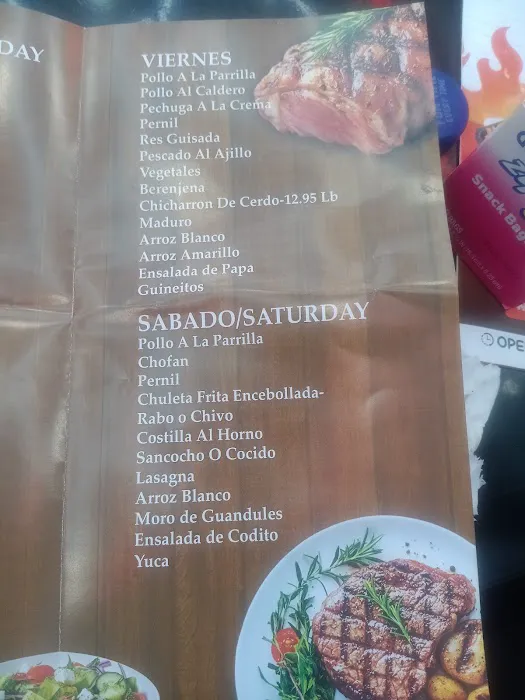 DAY
VIERNES
Pollo A La Parrilla
Pollo Al Caldero
Pechuga A La Crema
Pernil
Res Guisada
Pescado Al Ajillo
Vegetales
Berenjena
Chicharron De Cerdo-12.95 Lb
Maduro
Arroz Blanco
Arroz Amarillo
Ensalada de Papa
Guineitos
SABADO/SATURDAY
Pollo A La Parrilla
Chofan
Pernil
Chuleta Frita Encebollada-
Rabo o Chivo
Costilla Al Horno
Sancocho O Cocido
Lasagna
Arroz Blanco
Moro de Guandules
Ensalada de Codito
Yuca
Snack Bag
OPE